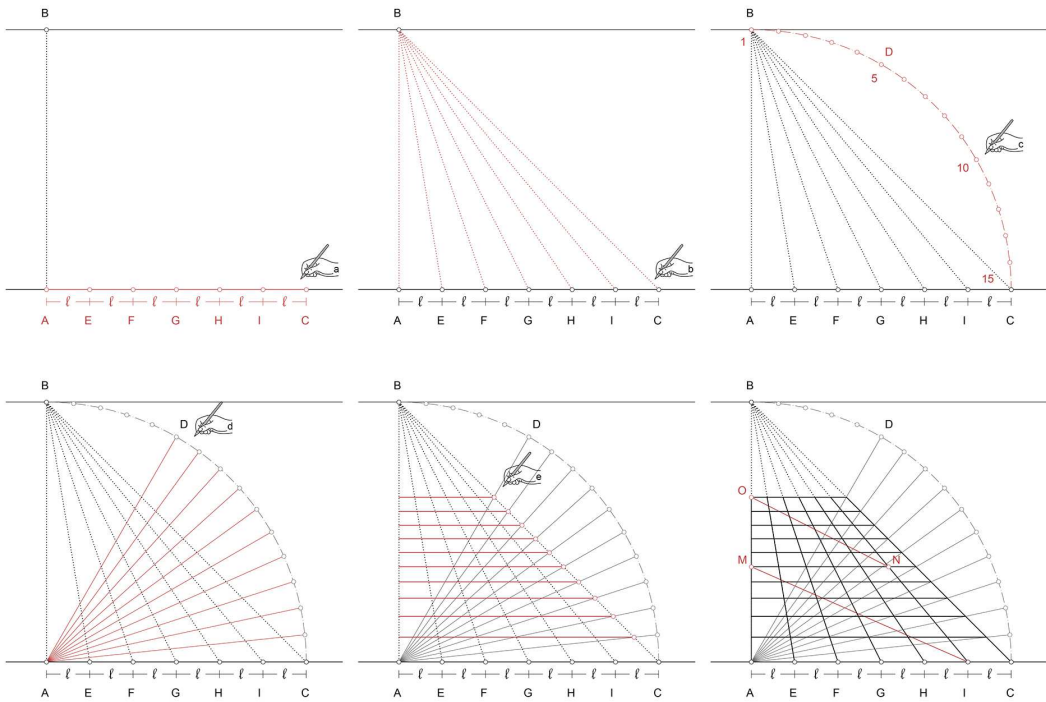 B B B
1 D
5
c
10
a b 15
ℓ ℓ ℓ ℓ ℓ ℓ ℓ ℓ ℓ ℓ ℓ ℓ ℓ ℓ ℓ ℓ ℓ ℓ
A E F G H I C A E F G H I C A E F G H I C
B B B
D d D D
e
O
M N
ℓ ℓ ℓ ℓ ℓ ℓ ℓ ℓ ℓ ℓ ℓ ℓ ℓ ℓ ℓ ℓ ℓ ℓ
A E F G H I C A E F G H I C A E F G H I C